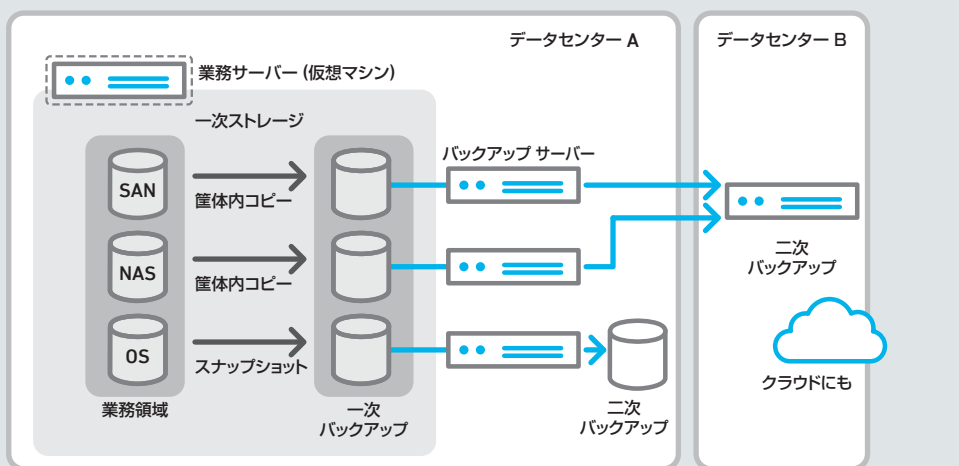 データセンター A
データセンター B
業務サーバー (仮想マシン)
一次ストレージ
バックアップ サーバー
SAN
筐体内コピー
NAS
筐体内コピー
OS
スナップショット
業務領域
一次
バックアップ
二次
バックアップ
二次
バックアップ
クラウドにも